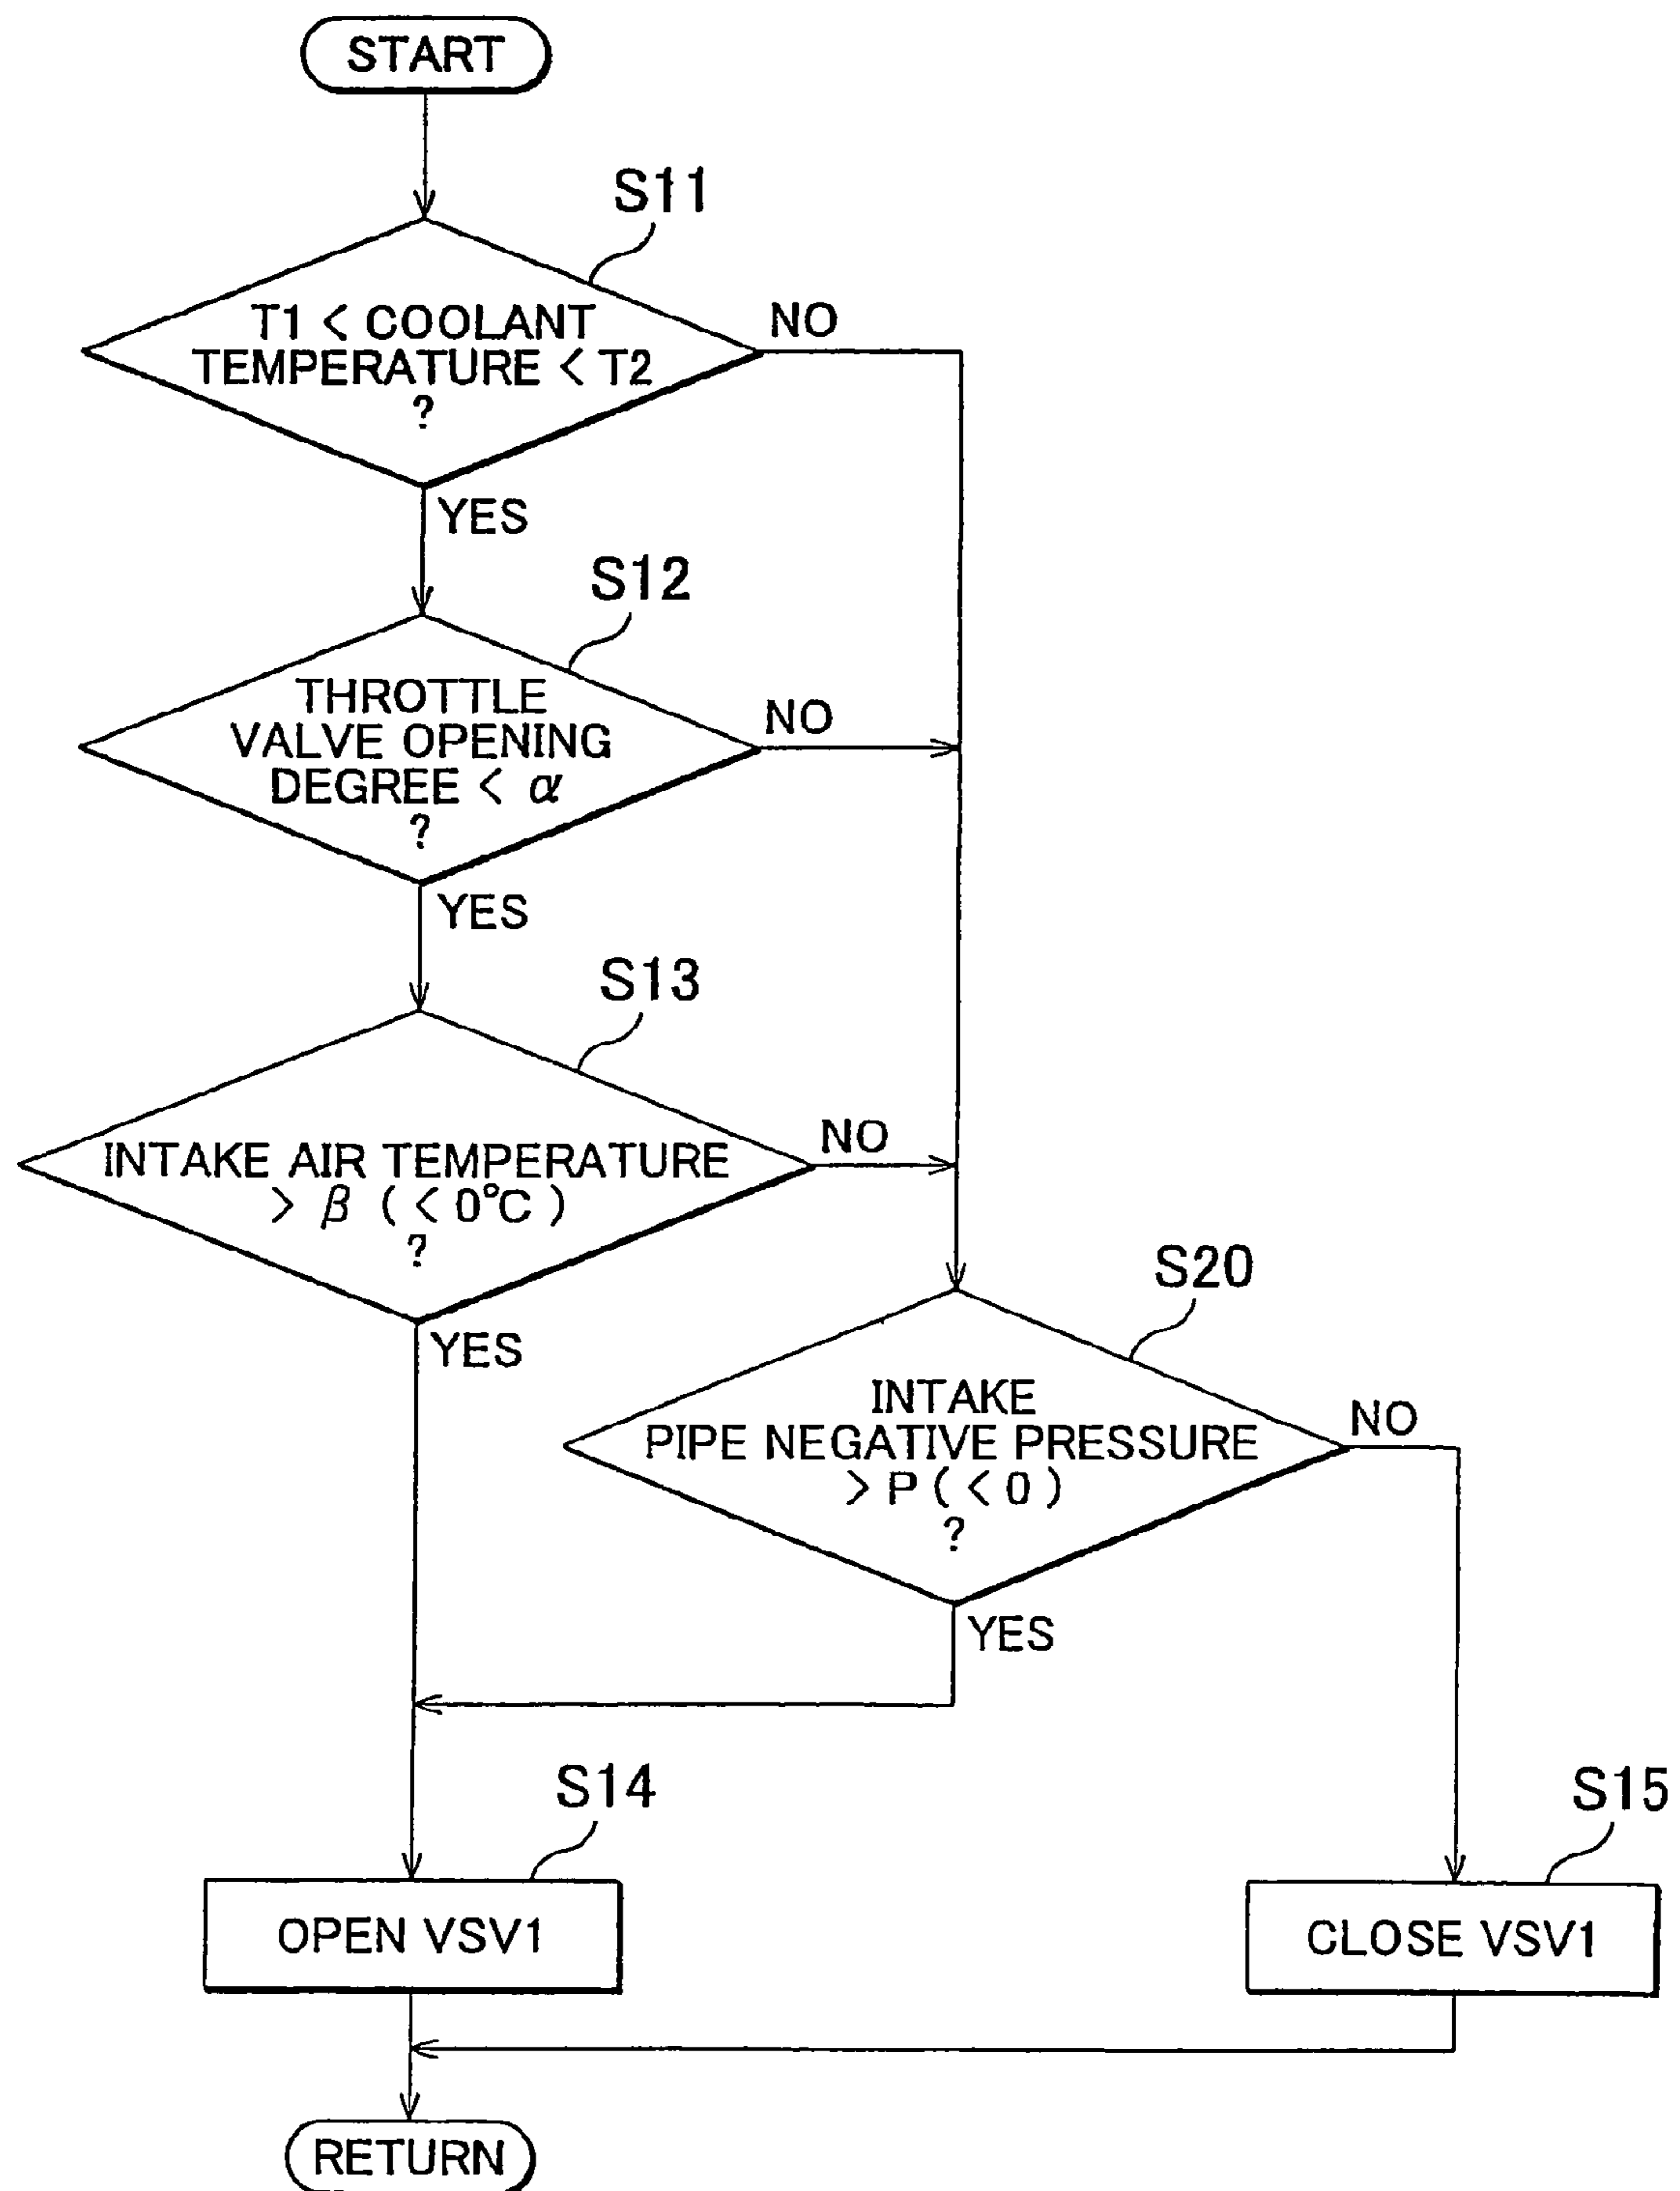 START
S11
T1 < COOLANT
TEMPERATURE < T2
?
NO
YES
S12
THROTTLE
VALVE OPENING
DEGREE < α
?
NO
YES
S13
INTAKE AIR TEMPERATURE
> β (<0°C)
?
NO
YES
S20
INTAKE
PIPE NEGATIVE PRESSURE
> P (<0)
?
NO
YES
S14
OPEN VSV1
S15
CLOSE VSV1
RETURN